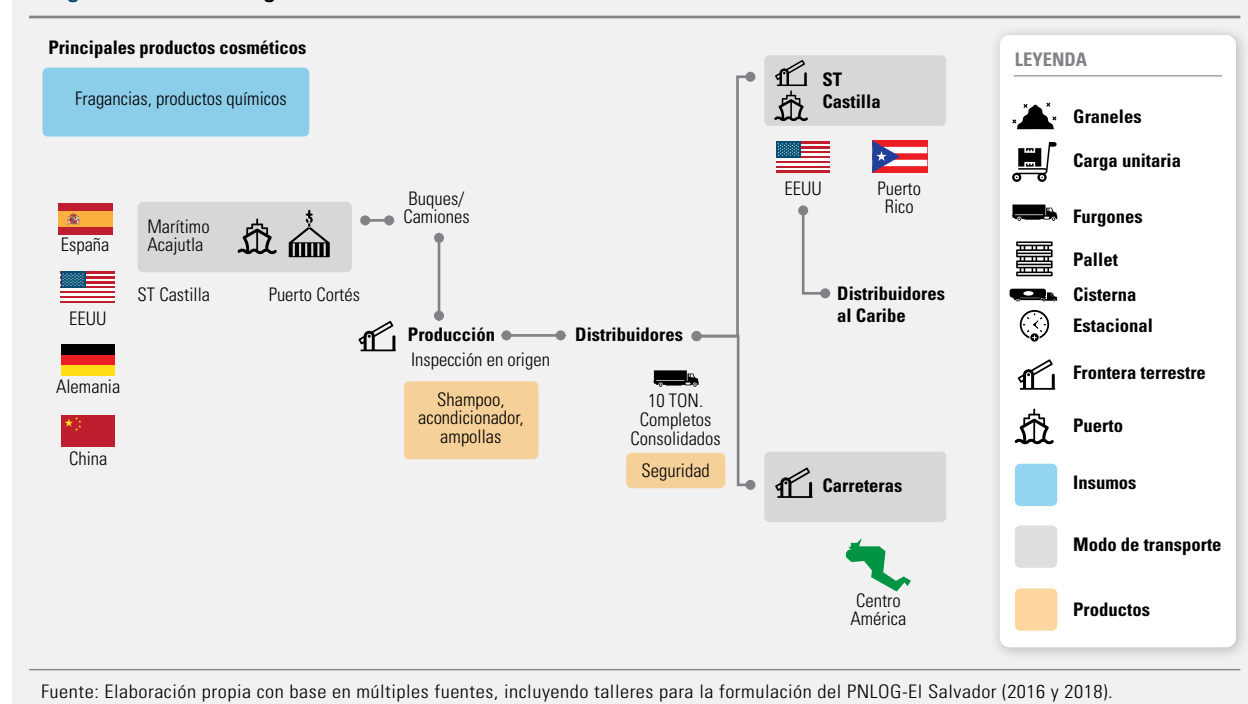 Principales productos cosméticos
Fragancias, productos químicos
España
EEUU
Alemania
China
Marítimo
Acajutla
ST Castilla
Puerto Cortés
Buques/
Camiones
Producción
Inspección en origen
Shampoo,
acondicionador,
ampollas
Distribuidores
10 TON.
Completos
Consolidados
Seguridad
ST
Castilla
EEUU
Puerto
Rico
Distribuidores
al Caribe
Carreteras
Centro
América
LEYENDA
Graneles
Carga unitaria
Furgones
Pallet
Cisterna
Estacional
Frontera terrestre
Puerto
Insumos
Modo de transporte
Productos
Fuente: Elaboración propia con base en múltiples fuentes, incluyendo talleres para la formulación del PNLOG-El Salvador (2016 y 2018).